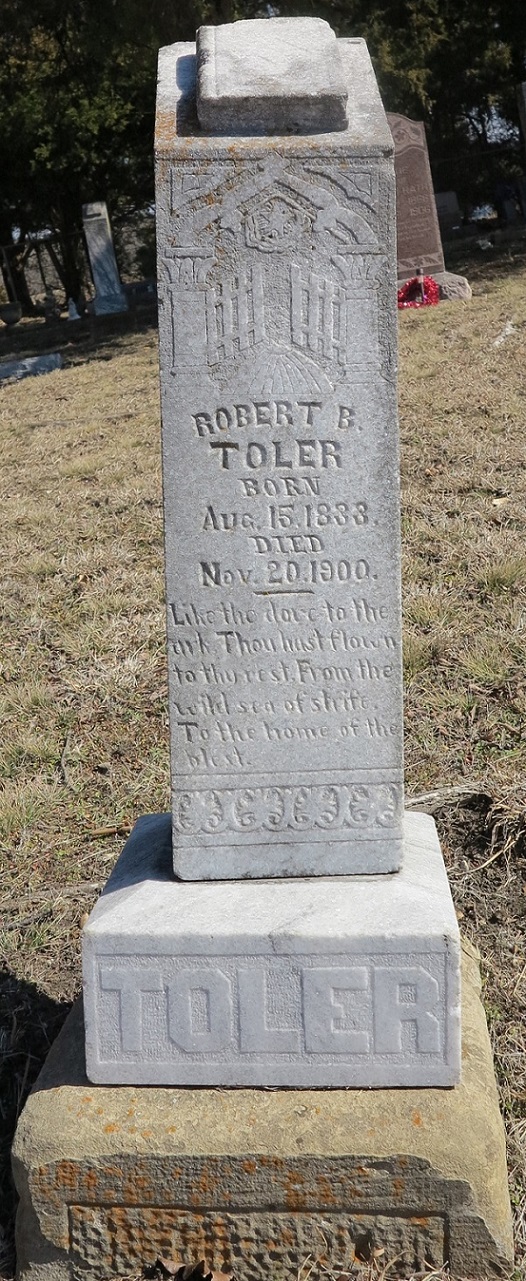 ROBERT B.
TOLER
BORN
AUG. 15. 1838.
DIED
NOV. 20. 1900.
Like the dove to the
ark. Thou hast flown
to thy rest. From the
wild sea of strife.
To the home of the
blest.
TOLER